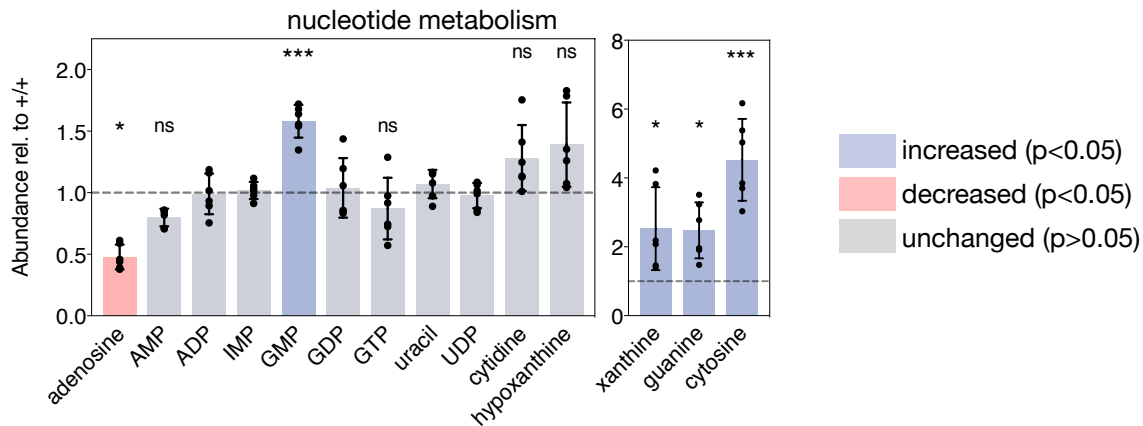 nucleotide metabolism
Abundance rel. to +/+
2.0
1.5
1.0
0.5
0.0
*
ns
***
ns
ns
ns
adenosine
AMP
ADP
IMP
GMP
GDP
GTP
uracil
UDP
cytidine
hypoxanthine
8
6
4
2
0
*
*
***
xanthine
guanine
cytosine
increased (p<0.05)
decreased (p<0.05)
unchanged (p>0.05)